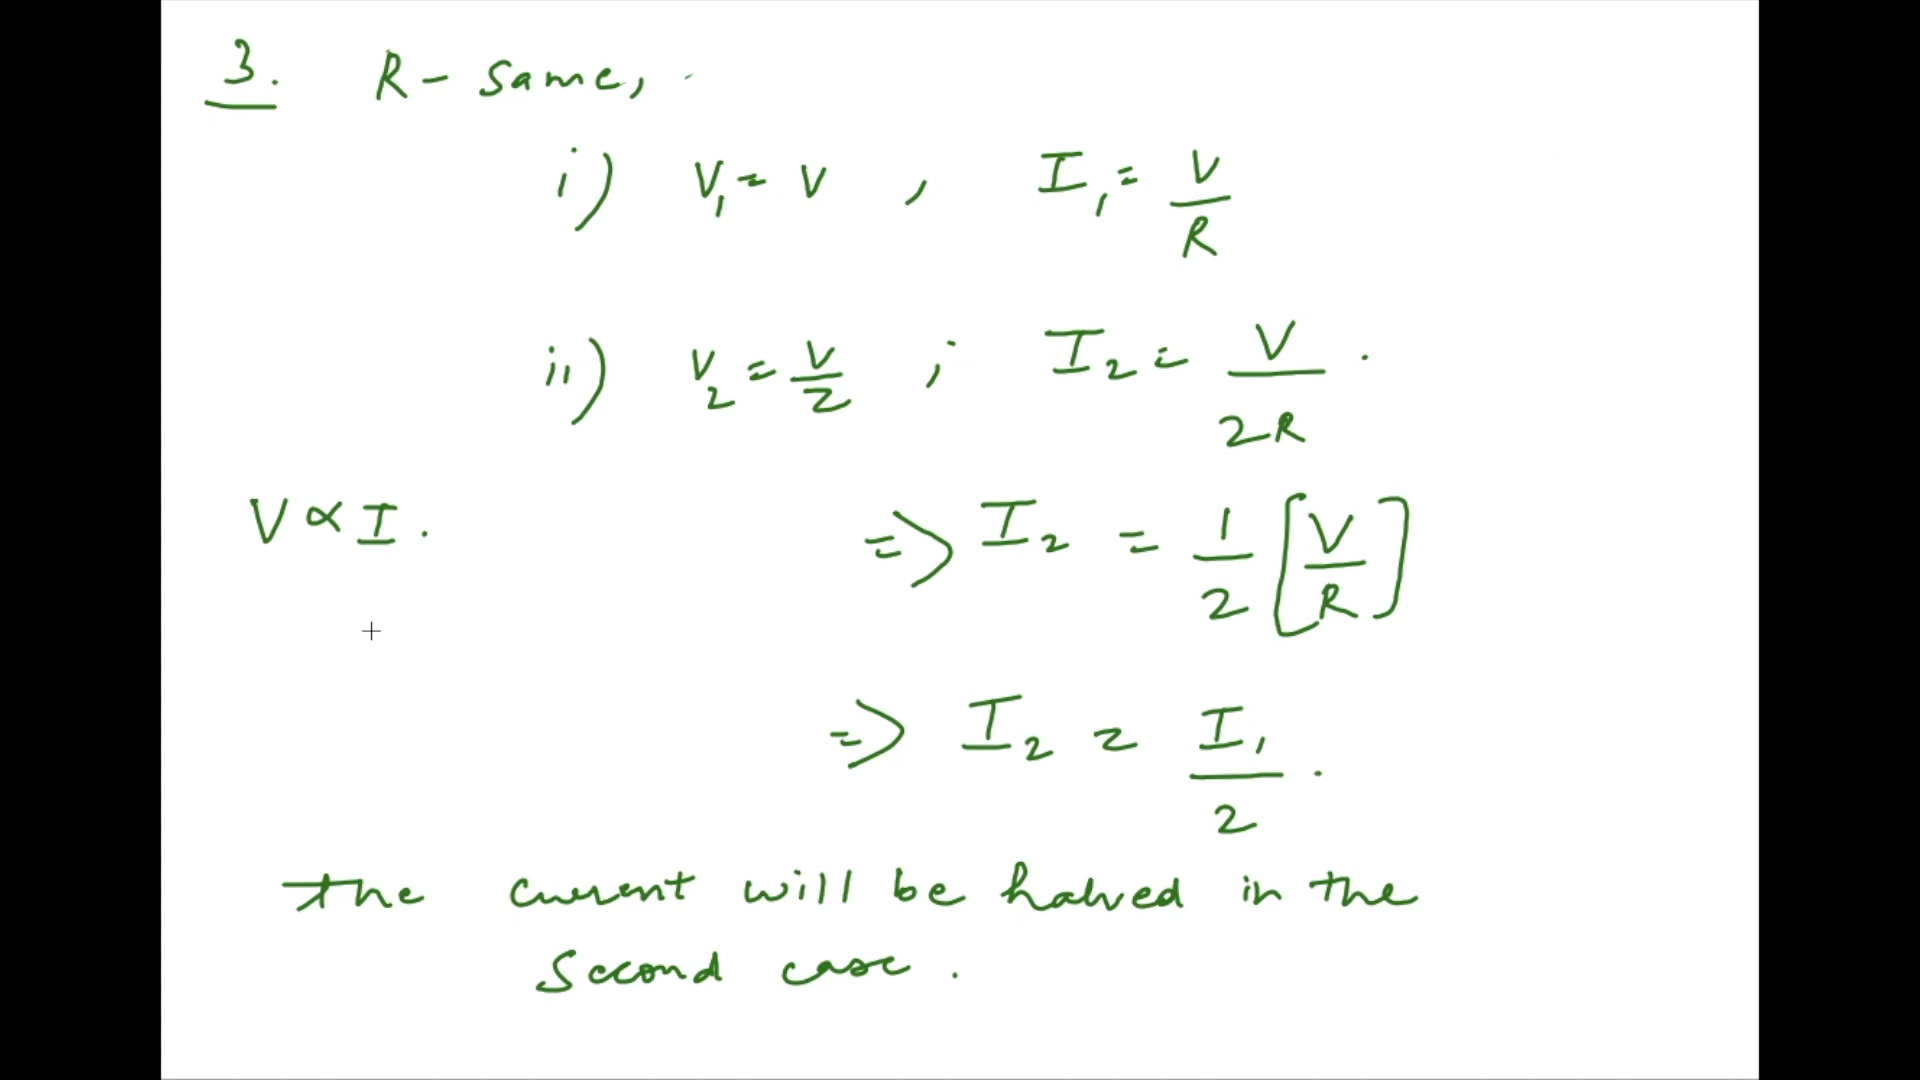 3. R - same,
i) V₁ = V , I₁ = V/R
ii) V₂ = V/2 ; I₂ = V/2R .
V ∝ I . => I₂ = 1/2 [V/R]
=> I₂ = I₁/2 .
The current will be halved in the
second case .